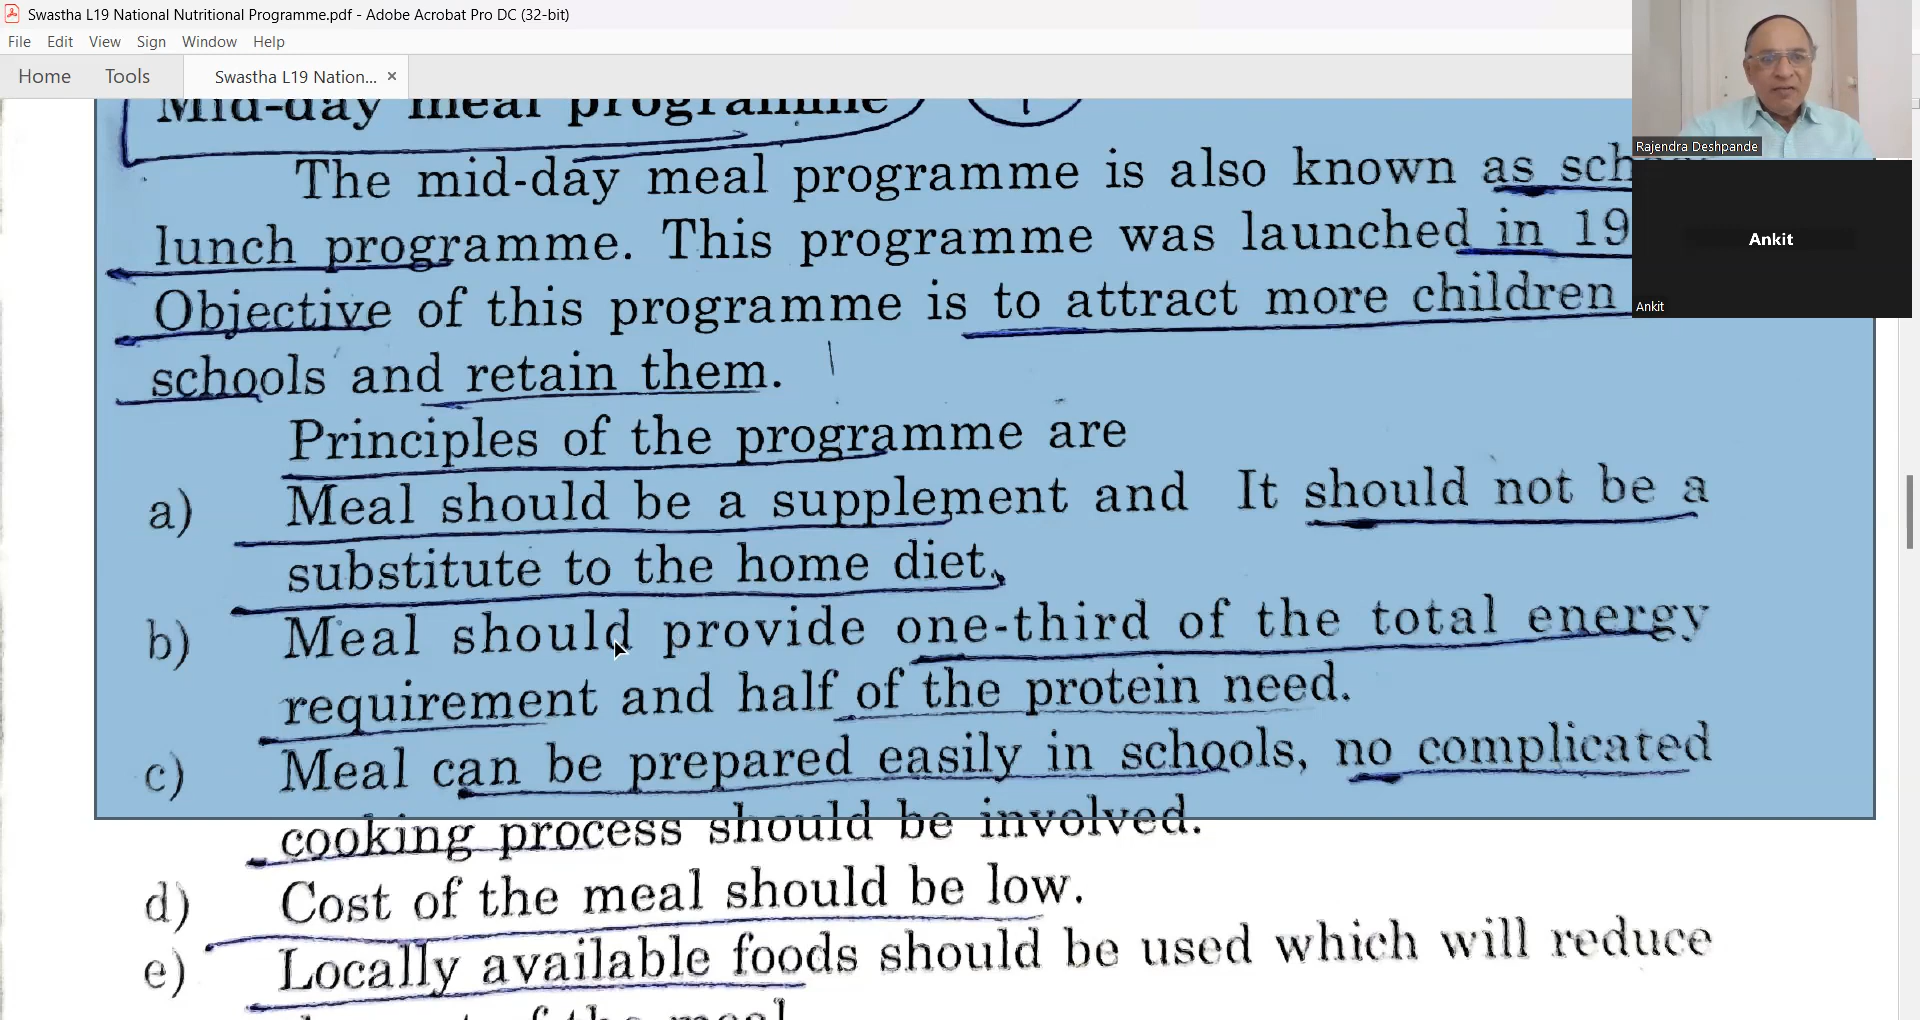 Swastha L19 National Nutritional Programme.pdf - Adobe Acrobat Pro DC (32-bit)
File Edit View Sign Window Help
Home Tools Swastha L19 Nation... ×
Mid-day meal programme
The mid-day meal programme is also known as sch
lunch programme. This programme was launched in 19
Objective of this programme is to attract more children
schools and retain them.
Principles of the programme are
a) Meal should be a supplement and It should not be a
substitute to the home diet.
b) Meal should provide one-third of the total energy
requirement and half of the protein need.
c) Meal can be prepared easily in schools, no complicated
cooking process should be involved.
d) Cost of the meal should be low.
e) Locally available foods should be used which will reduce
meal
Rajendra Deshpande
Ankit
Ankit